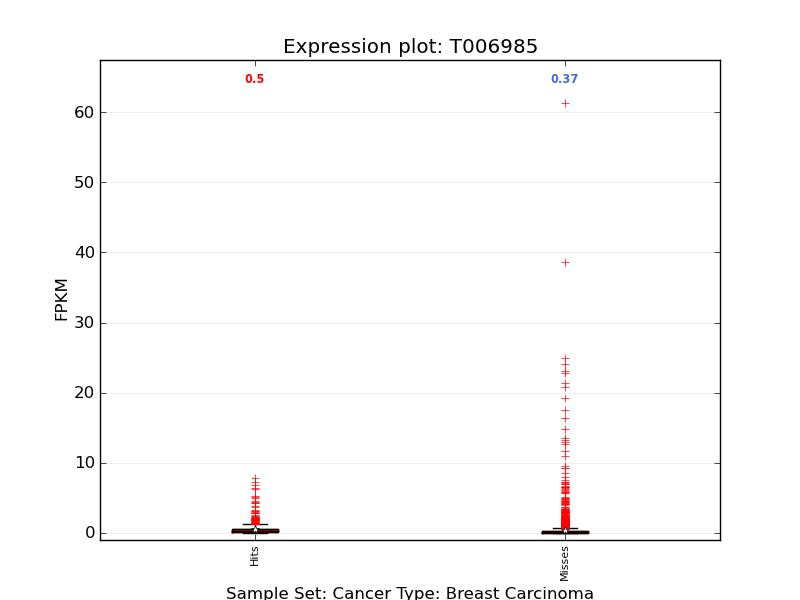 Expression plot: T006985
0.5
0.37
60
50
40
30
20
10
0
FPKM
Hits
Misses
Sample Set: Cancer Type: Breast Carcinoma